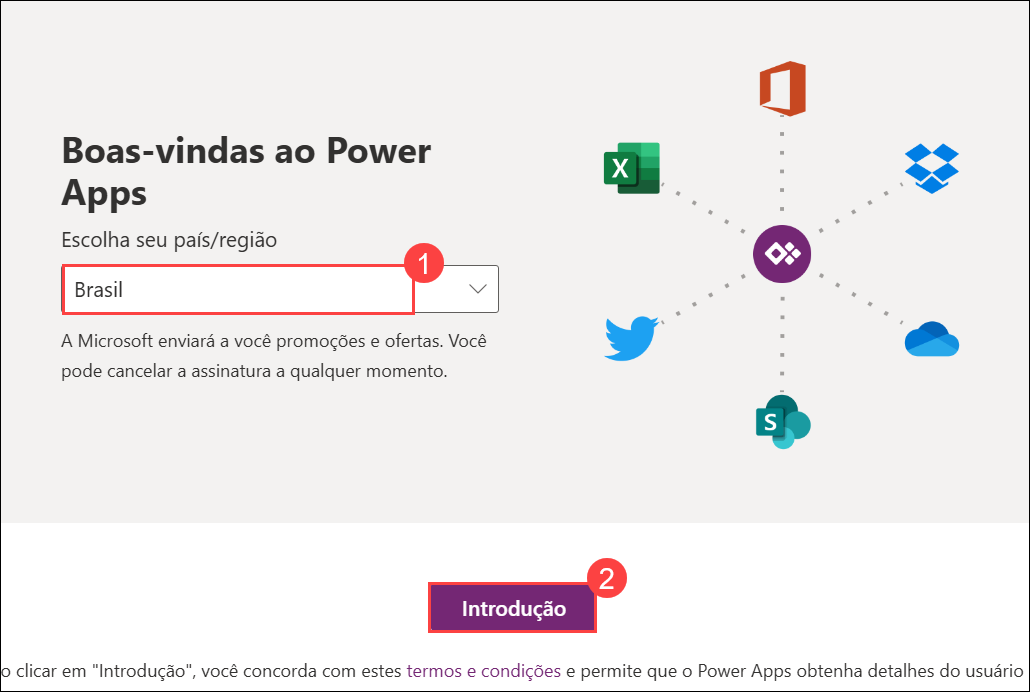 Boas-vindas ao Power
Apps
Escolha seu país/região
1
Brasil
A Microsoft enviará a você promoções e ofertas. Você
pode cancelar a assinatura a qualquer momento.
X
S
2
Introdução
o clicar em "Introdução", você concorda com estes termos e condições e permite que o Power Apps obtenha detalhes do usuário